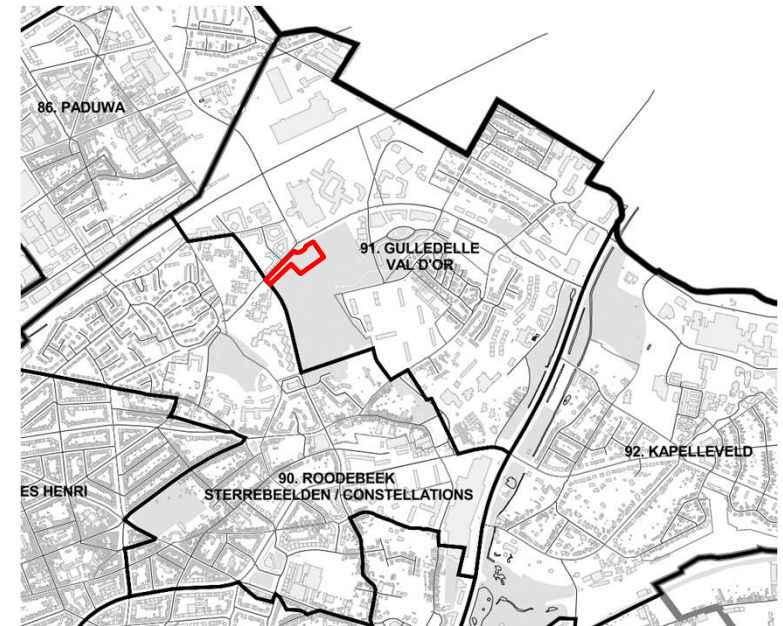 86. PADUWA
91. GULLEDELLE
VAL D'OR
92. KAPELLEVELD
90. ROODEBEEK
STERREBEELDEN / CONSTELLATIONS
ES HENRI